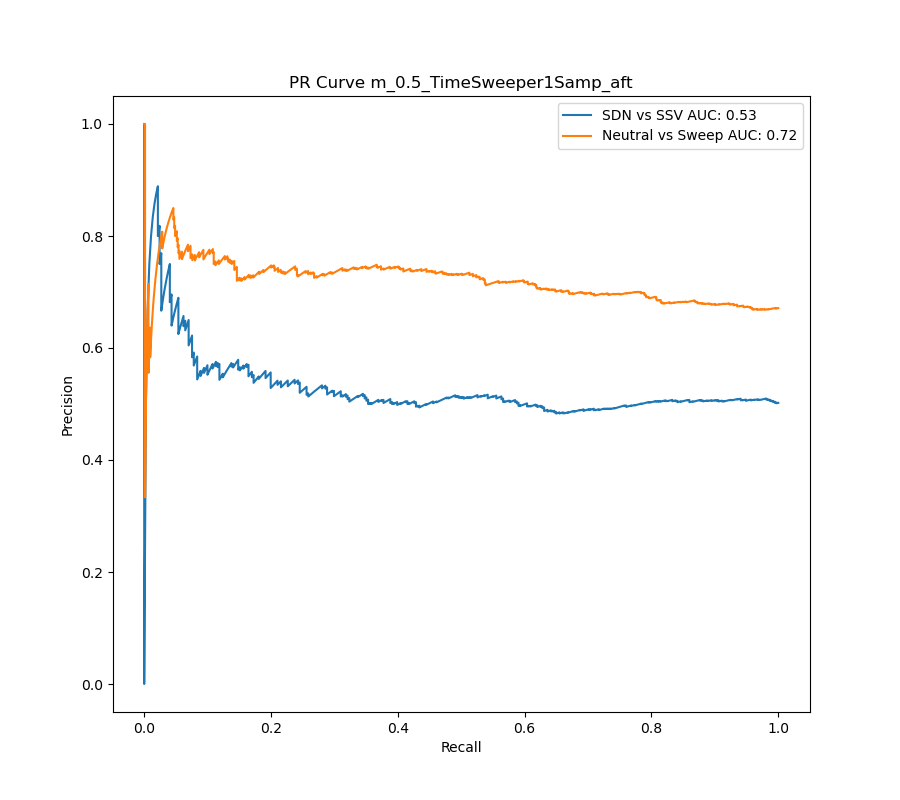 PR Curve m_0.5_TimeSweeper1Samp_aft
SDN vs SSV AUC: 0.53
Neutral vs Sweep AUC: 0.72
1.0
0.8
0.6
0.4
0.2
0.0
Precision
0.0 0.2 0.4 0.6 0.8 1.0
Recall